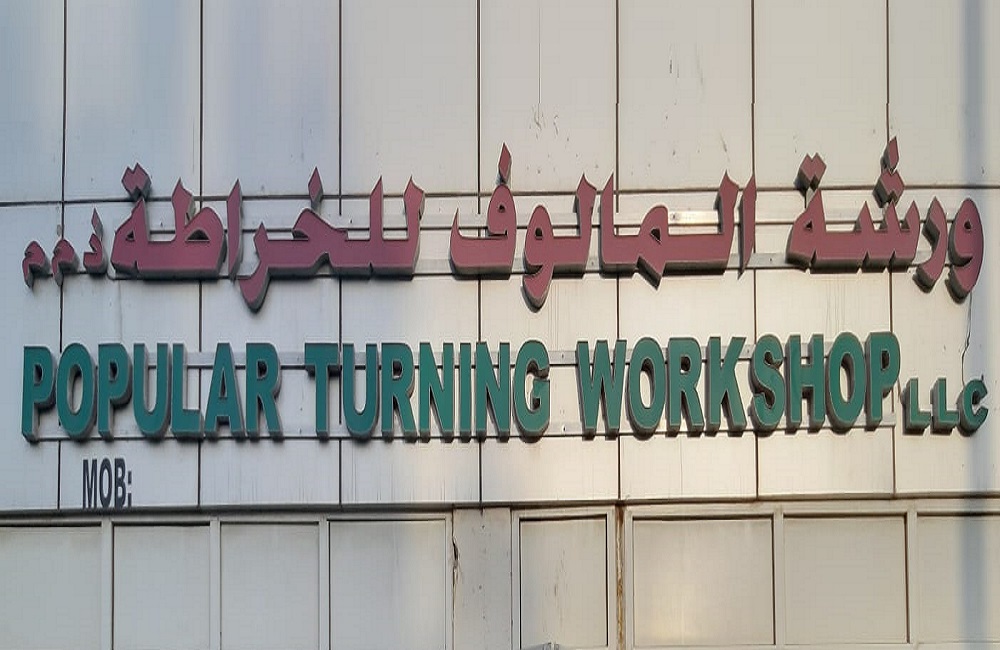 ورشة المالوف للخراطة ذ.م.م
POPULAR TURNING WORKSHOP LLC
MOB: